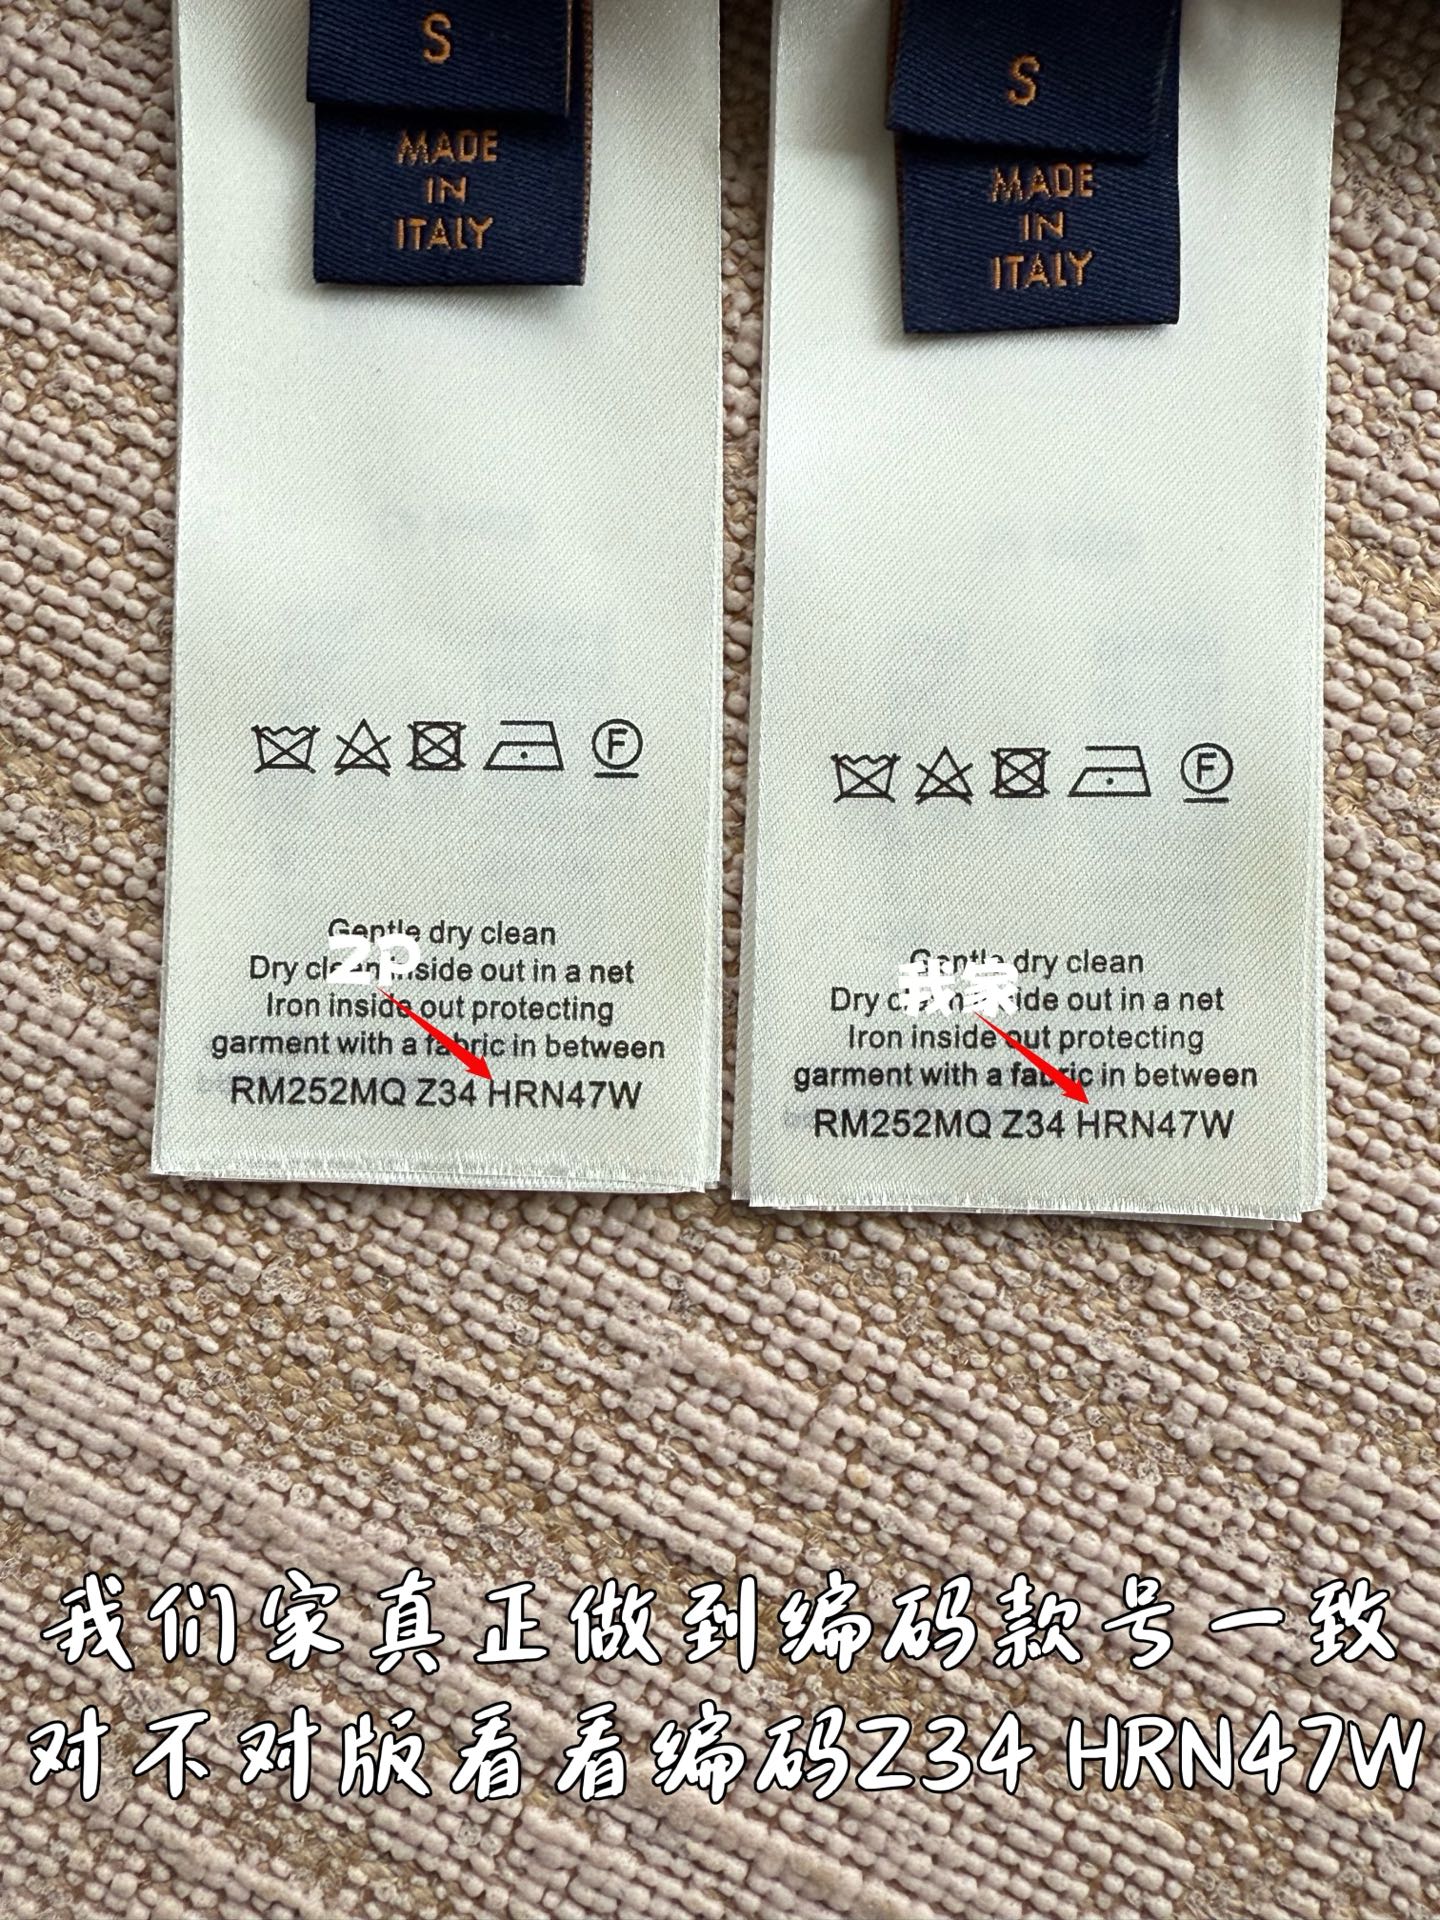 S
MADE
IN
ITALY
F
Gentle dry clean
Dry clean inside out in a net
Iron inside out protecting
garment with a fabric in between
RM252MQ Z34 HRN47W
ZP
S
MADE
IN
ITALY
F
Gentle dry clean
Dry clean inside out in a net
Iron inside out protecting
garment with a fabric in between
RM252MQ Z34 HRN47W
我家
我们家真正做到编码款号一致
对不对版看看编码Z34 HRN47W